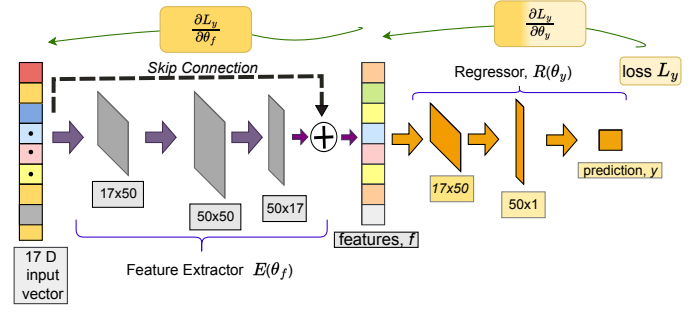 ∂L_y/∂θ_f
∂L_y/∂θ_y
loss L_y
Skip Connection
Regressor, R(θ_y)
17x50
50x50
50x17
17x50
50x1
prediction, y
features, f
17 D
input
vector
Feature Extractor E(θ_f)